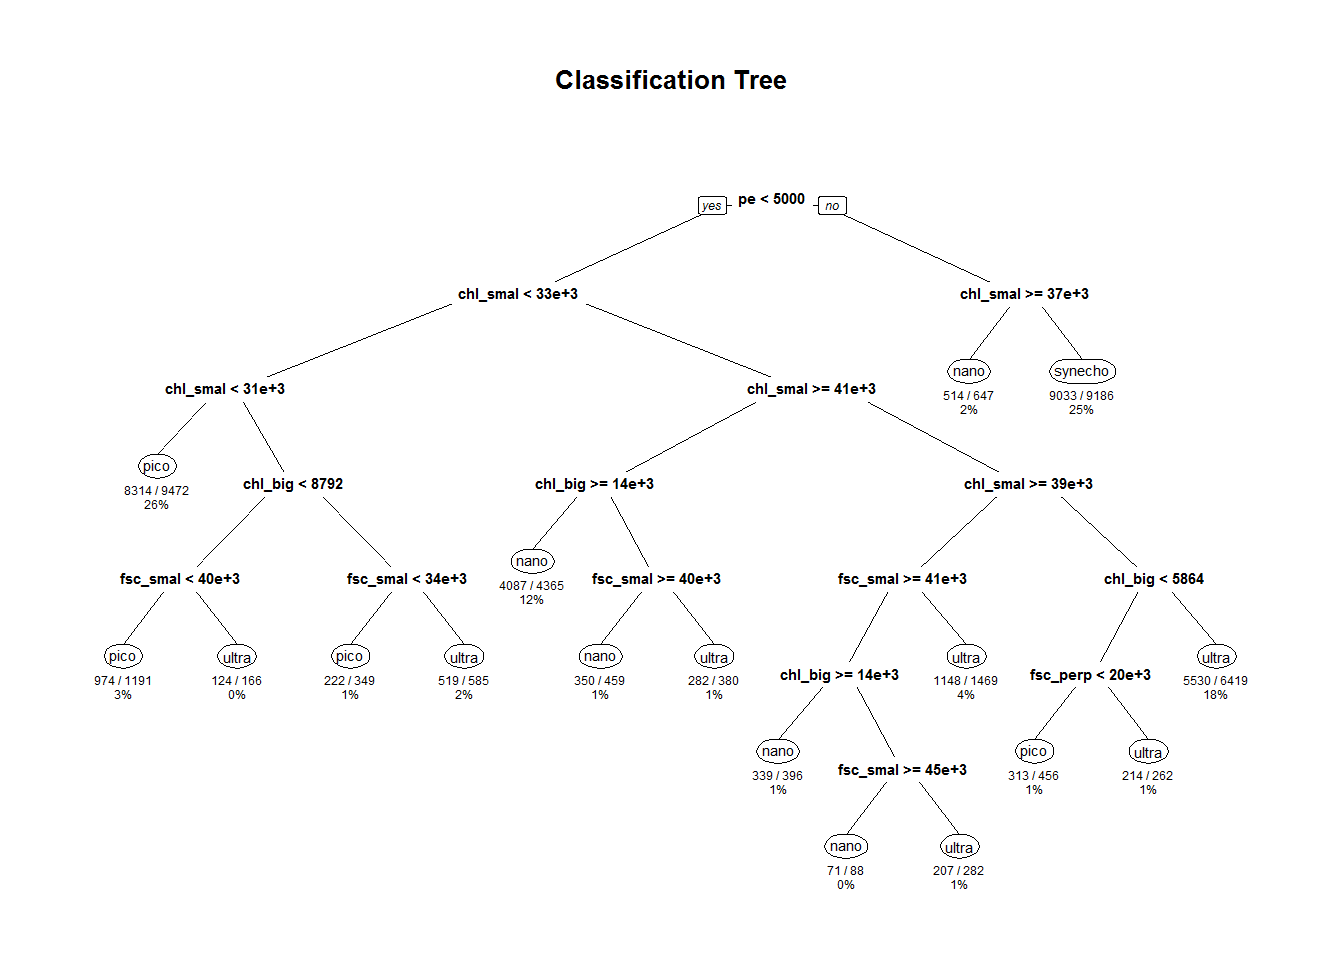 Classification Tree
yes
pe < 5000
no
chl_smal < 33e+3
chl_smal >= 37e+3
chl_smal < 31e+3
chl_smal >= 41e+3
nano
514 / 647
2%
synecho
9033 / 9186
25%
pico
8314 / 9472
26%
chl_big < 8792
chl_big >= 14e+3
chl_smal >= 39e+3
fsc_smal < 40e+3
fsc_smal < 34e+3
nano
4087 / 4365
12%
fsc_smal >= 40e+3
fsc_smal >= 41e+3
chl_big < 5864
pico
974 / 1191
3%
ultra
124 / 166
0%
pico
222 / 349
1%
ultra
519 / 585
2%
nano
350 / 459
1%
ultra
282 / 380
1%
chl_big >= 14e+3
ultra
1148 / 1469
4%
fsc_perp < 20e+3
ultra
5530 / 6419
18%
nano
339 / 396
1%
fsc_smal >= 45e+3
pico
313 / 456
1%
ultra
214 / 262
1%
nano
71 / 88
0%
ultra
207 / 282
1%